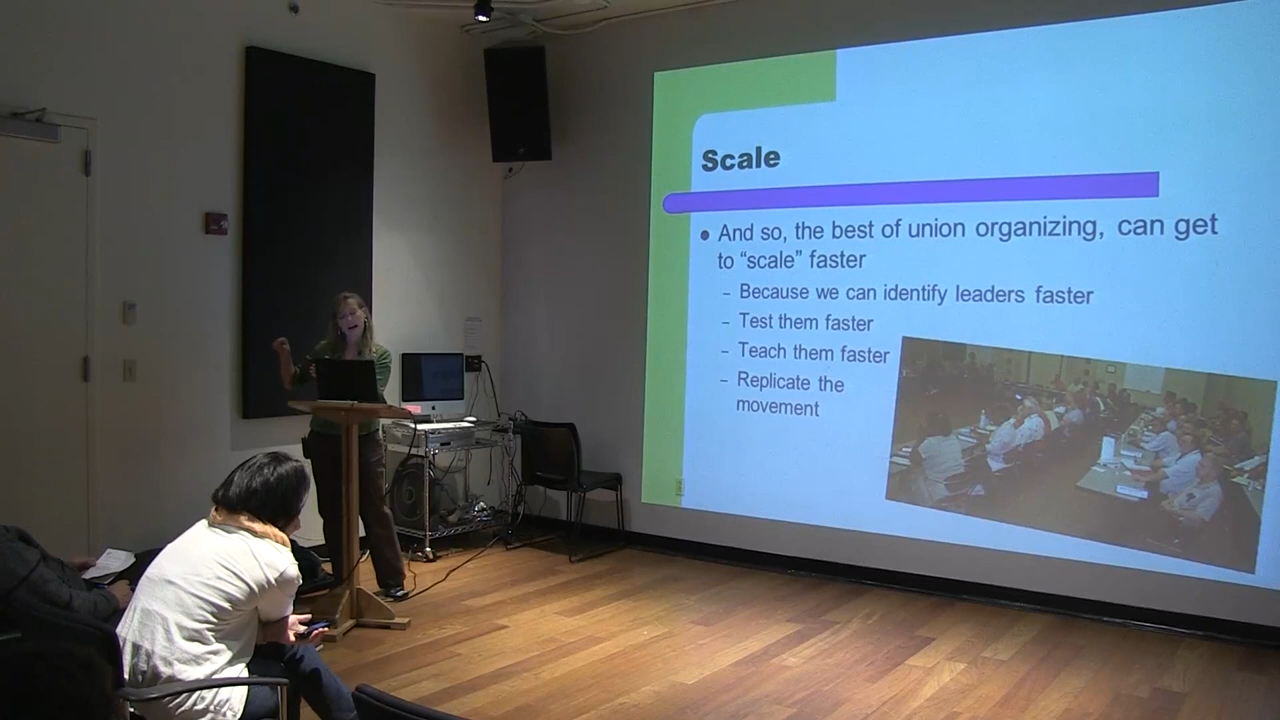 Scale
● And so, the best of union organizing, can get
to “scale” faster
– Because we can identify leaders faster
– Test them faster
– Teach them faster
– Replicate the
movement